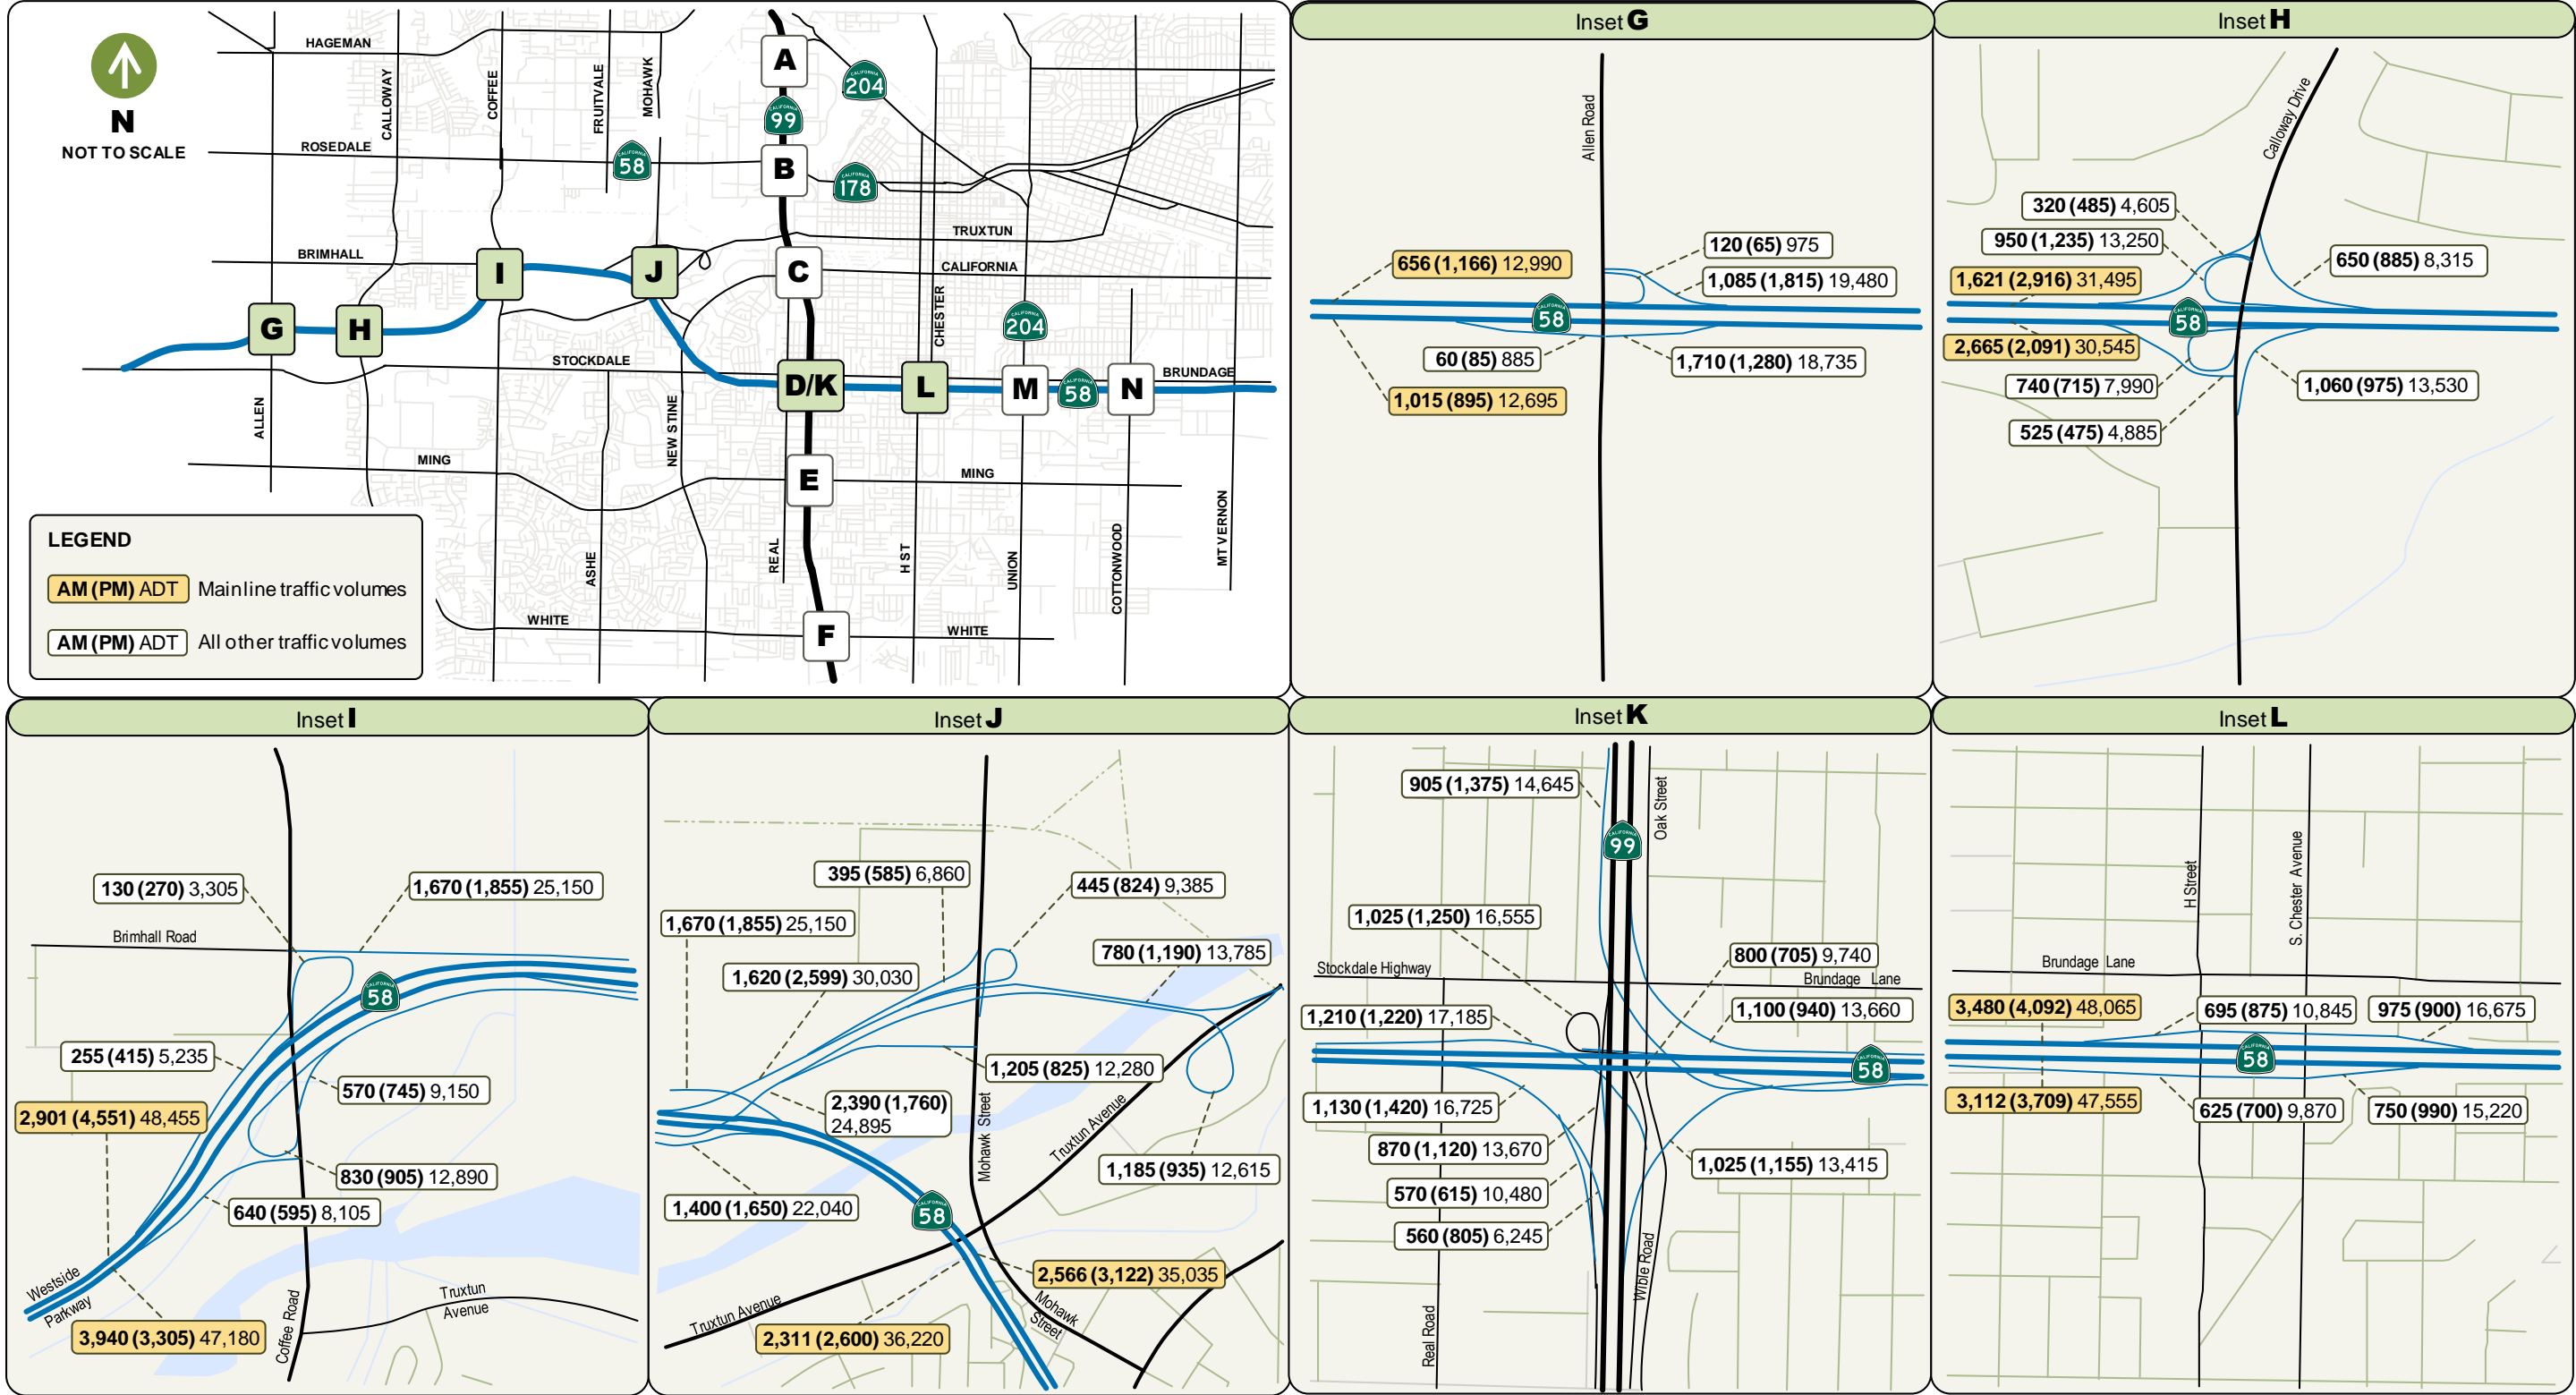 N
NOT TO SCALE
HAGEMAN
CALLOWAY
COFFEE
FRUITVALE
MOHAWK
A
CALIFORNIA
204
CALIFORNIA
99
ROSEDALE
CALIFORNIA
58
B
CALIFORNIA
178
TRUXTUN
BRIMHALL
I
J
C
CALIFORNIA
CHESTER
G
H
CALIFORNIA
204
STOCKDALE
D/K
L
M
CALIFORNIA
58
N
BRUNDAGE
ALLEN
NEW STINE
MING
E
MING
ASHE
REAL
H ST
UNION
COTTONWOOD
MT VERNON
WHITE
F
WHITE
LEGEND
AM (PM) ADT Mainline traffic volumes
AM (PM) ADT All other traffic volumes
Inset G
Allen Road
120 (65) 975
656 (1,166) 12,990
1,085 (1,815) 19,480
CALIFORNIA
58
60 (85) 885
1,710 (1,280) 18,735
1,015 (895) 12,695
Inset H
Calloway Drive
320 (485) 4,605
950 (1,235) 13,250
650 (885) 8,315
1,621 (2,916) 31,495
CALIFORNIA
58
2,665 (2,091) 30,545
740 (715) 7,990
1,060 (975) 13,530
525 (475) 4,885
Inset I
130 (270) 3,305
1,670 (1,855) 25,150
Brimhall Road
CALIFORNIA
58
255 (415) 5,235
570 (745) 9,150
2,901 (4,551) 48,455
830 (905) 12,890
640 (595) 8,105
Westside
Parkway
Truxtun
Avenue
Coffee Road
3,940 (3,305) 47,180
Inset J
395 (585) 6,860
445 (824) 9,385
1,670 (1,855) 25,150
780 (1,190) 13,785
1,620 (2,599) 30,030
1,205 (825) 12,280
2,390 (1,760)
24,895
Mohawk Street
Truxtun Avenue
1,185 (935) 12,615
1,400 (1,650) 22,040
CALIFORNIA
58
2,566 (3,122) 35,035
Truxtun Avenue
Mohawk
Street
2,311 (2,600) 36,220
Inset K
905 (1,375) 14,645
Oak Street
CALIFORNIA
99
1,025 (1,250) 16,555
800 (705) 9,740
Stockdale Highway
Brundage Lane
1,210 (1,220) 17,185
1,100 (940) 13,660
CALIFORNIA
58
1,130 (1,420) 16,725
870 (1,120) 13,670
1,025 (1,155) 13,415
570 (615) 10,480
560 (805) 6,245
Wible Road
Real Road
Inset L
H Street
S. Chester Avenue
Brundage Lane
3,480 (4,092) 48,065
695 (875) 10,845
975 (900) 16,675
CALIFORNIA
58
3,112 (3,709) 47,555
625 (700) 9,870
750 (990) 15,220